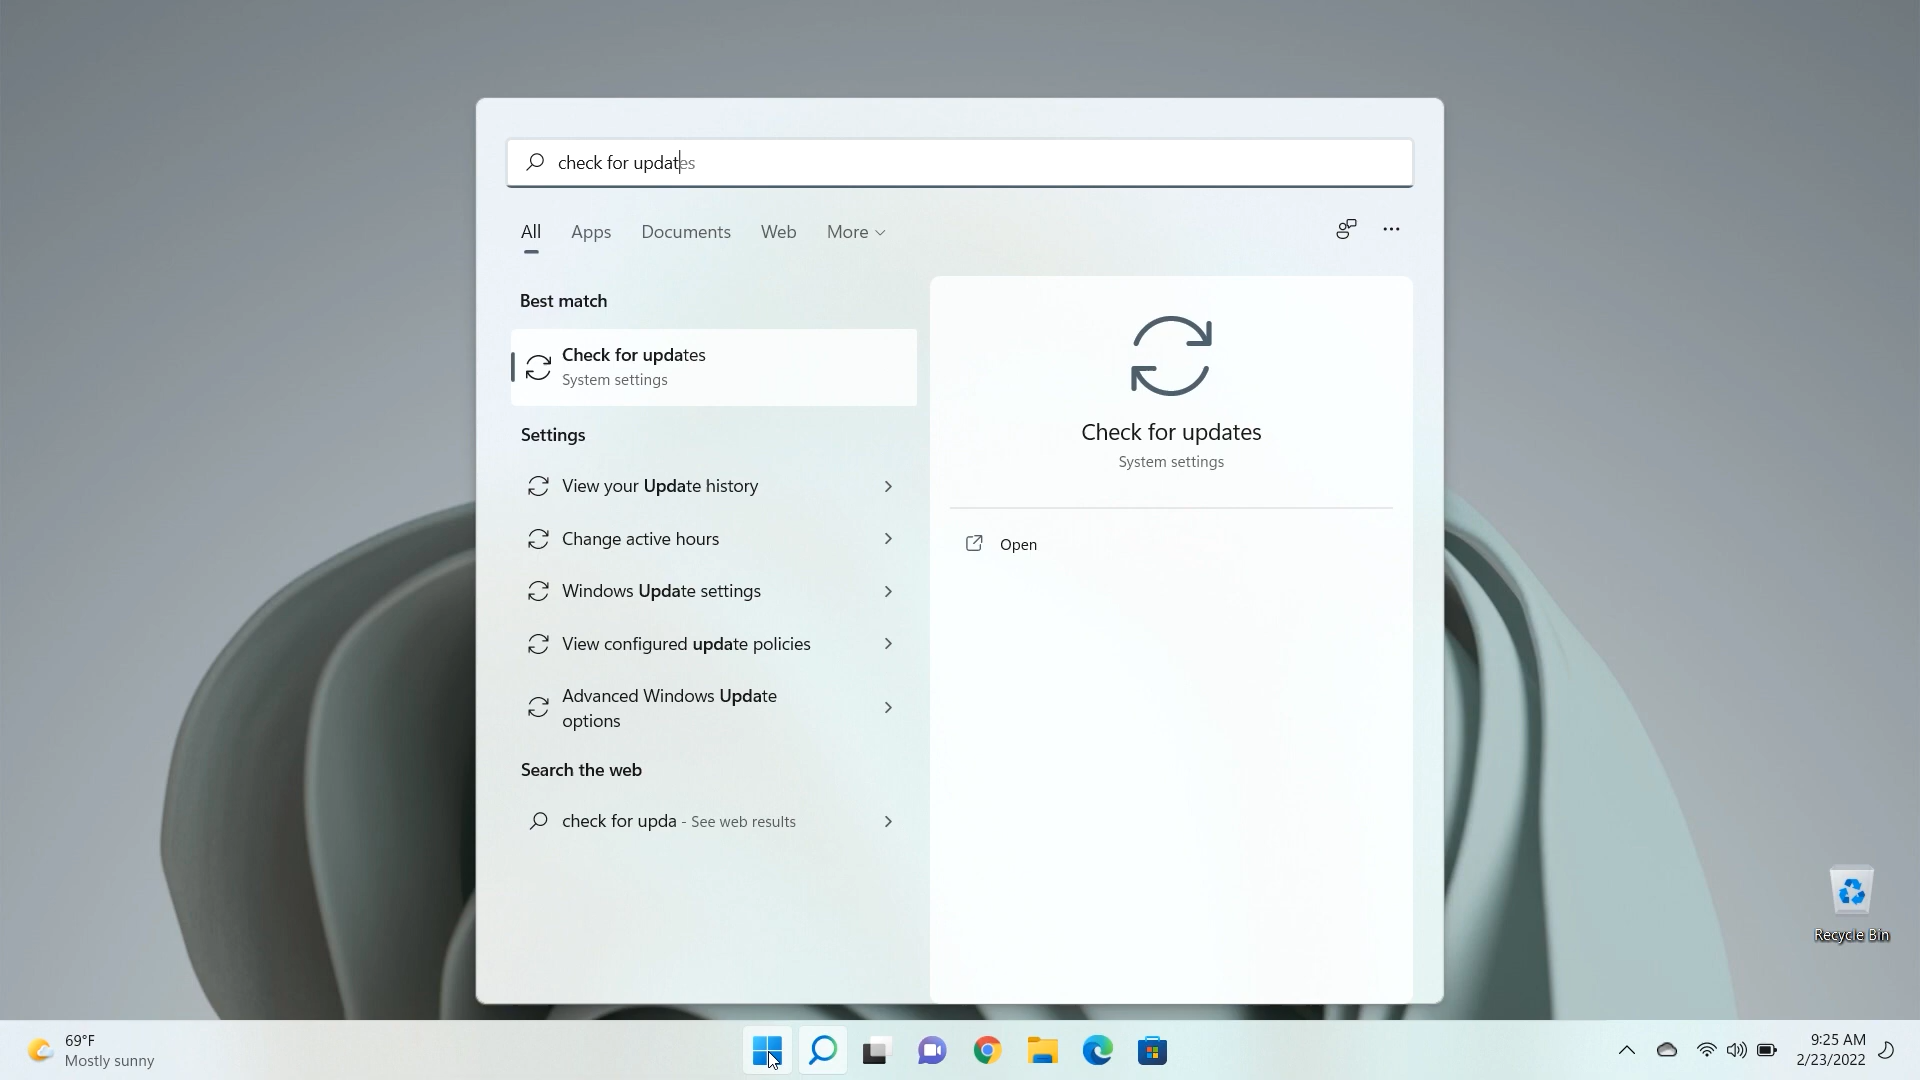 check for updates
All Apps Documents Web More
Best match
Check for updates
System settings
Settings
View your Update history
Change active hours
Windows Update settings
View configured update policies
Advanced Windows Update
options
Search the web
check for upda - See web results
Check for updates
System settings
Open
Recycle Bin
69°F
Mostly sunny
9:25 AM
2/23/2022